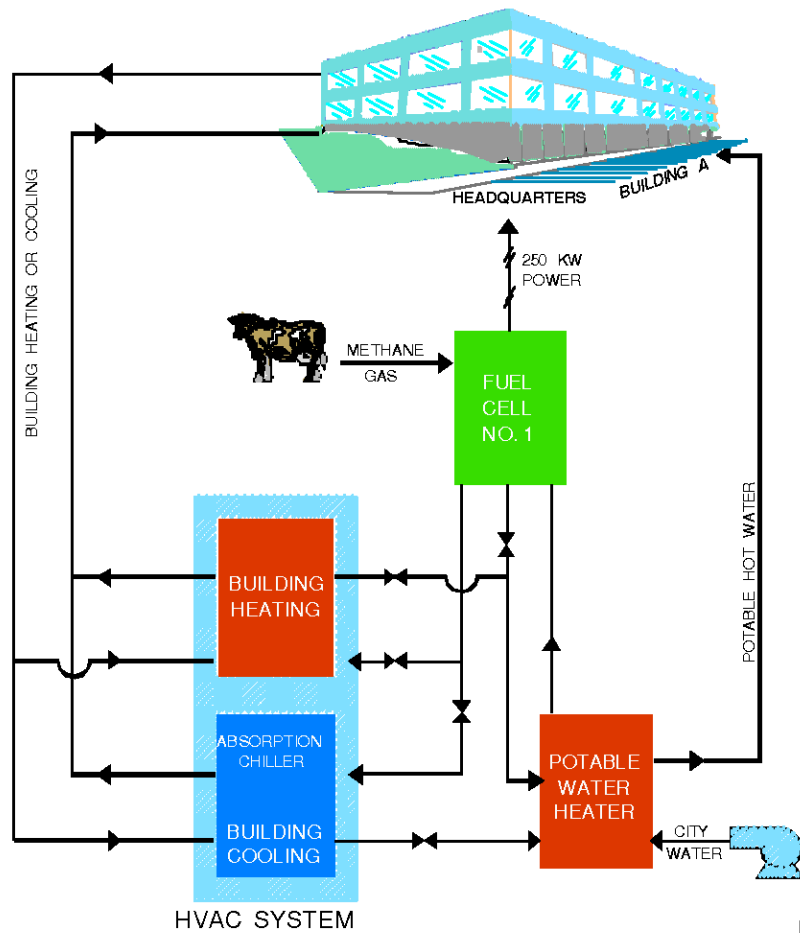 HEADQUARTERS
BUILDING A
250 KW
POWER
BUILDING HEATING OR COOLING
METHANE
GAS
FUEL
CELL
NO. 1
POTABLE HOT WATER
BUILDING
HEATING
ABSORPTION
CHILLER
BUILDING
COOLING
POTABLE
WATER
HEATER
CITY
WATER
HVAC SYSTEM